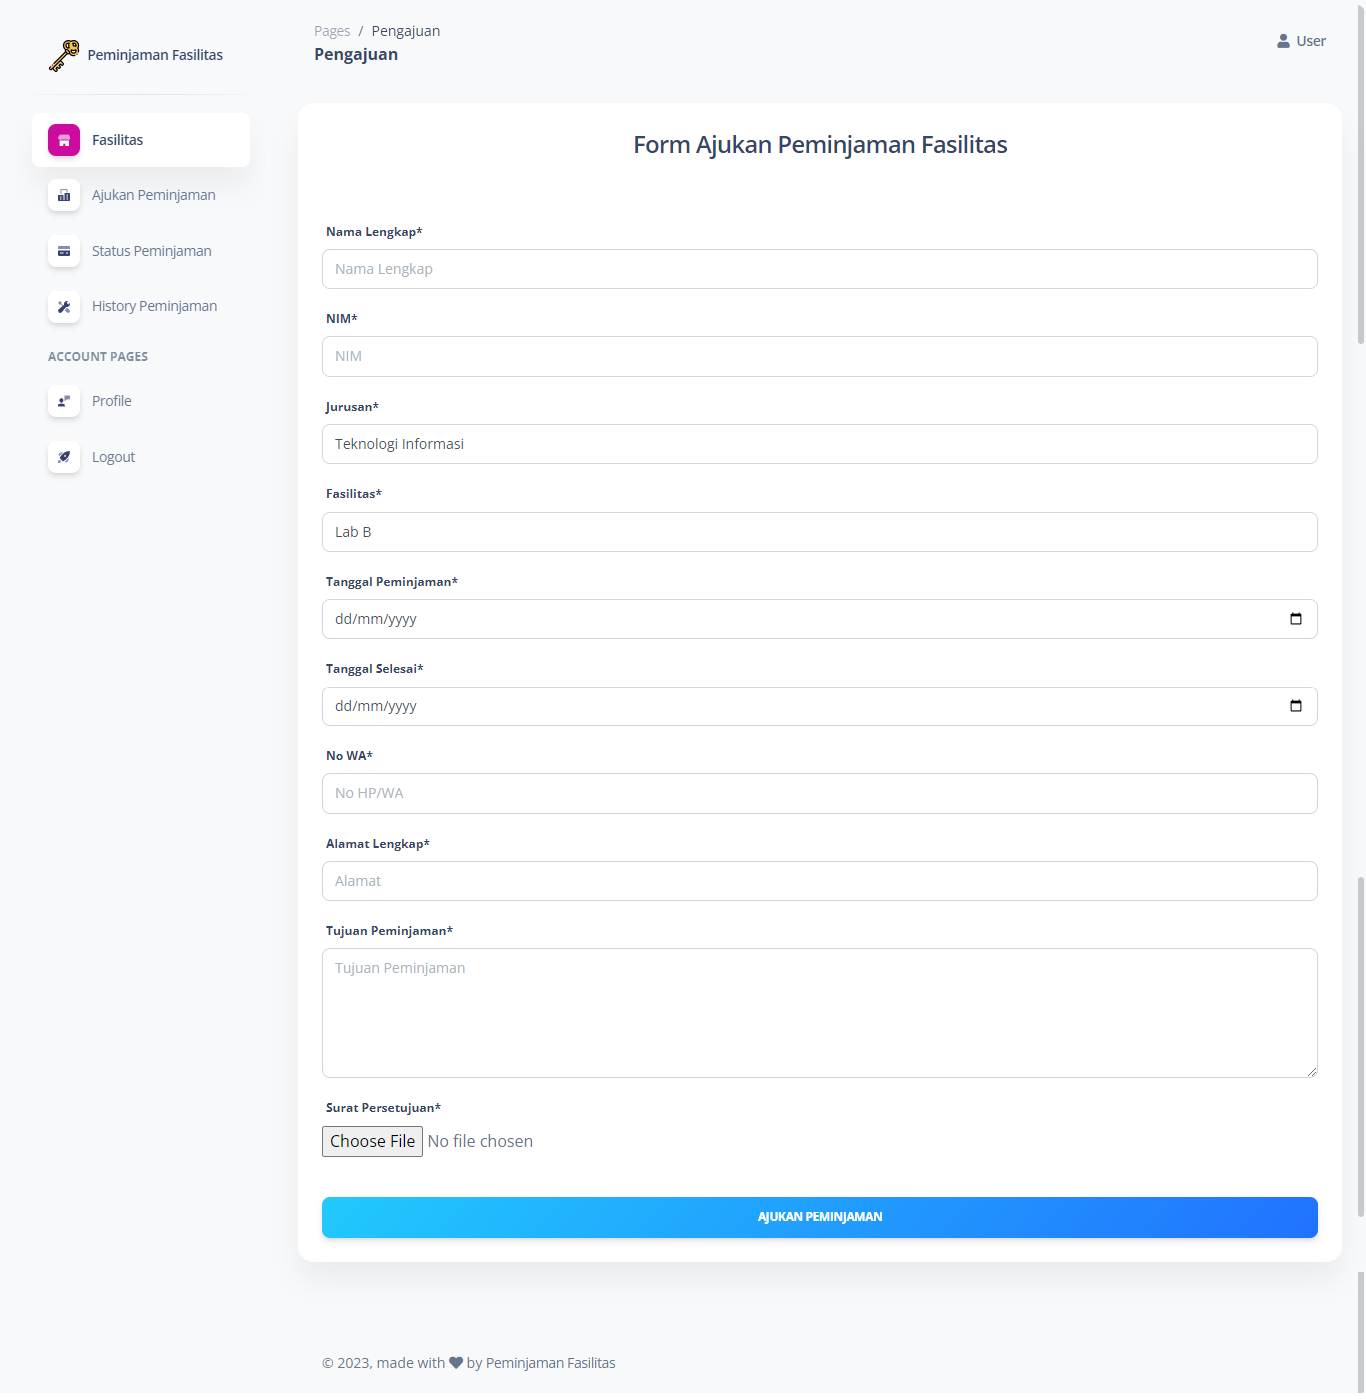 Peminjaman Fasilitas
Fasilitas
Ajukan Peminjaman
Status Peminjaman
History Peminjaman
ACCOUNT PAGES
Profile
Logout
Pages / Pengajuan
Pengajuan
User
Form Ajukan Peminjaman Fasilitas
Nama Lengkap*
Nama Lengkap
NIM*
NIM
Jurusan*
Teknologi Informasi
Fasilitas*
Lab B
Tanggal Peminjaman*
dd/mm/yyyy
Tanggal Selesai*
dd/mm/yyyy
No WA*
No HP/WA
Alamat Lengkap*
Alamat
Tujuan Peminjaman*
Tujuan Peminjaman
Surat Persetujuan*
Choose File No file chosen
AJUKAN PEMINJAMAN
© 2023, made with ♥ by Peminjaman Fasilitas